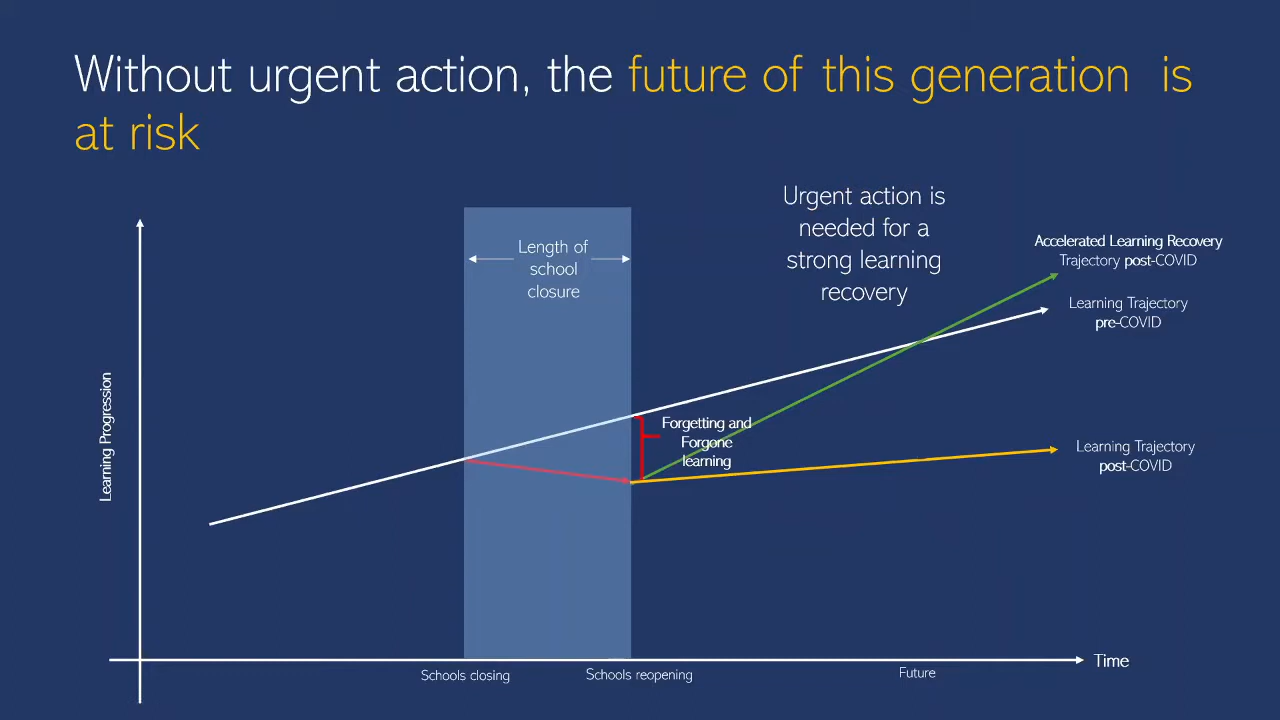 Without urgent action, the future of this generation is
at risk
Urgent action is
needed for a
strong learning
recovery
Length of
school
closure
Accelerated Learning Recovery
Trajectory post-COVID
Learning Trajectory
pre-COVID
Forgetting and
Forgone
learning
Learning Trajectory
post-COVID
Learning Progression
Time
Schools closing
Schools reopening
Future